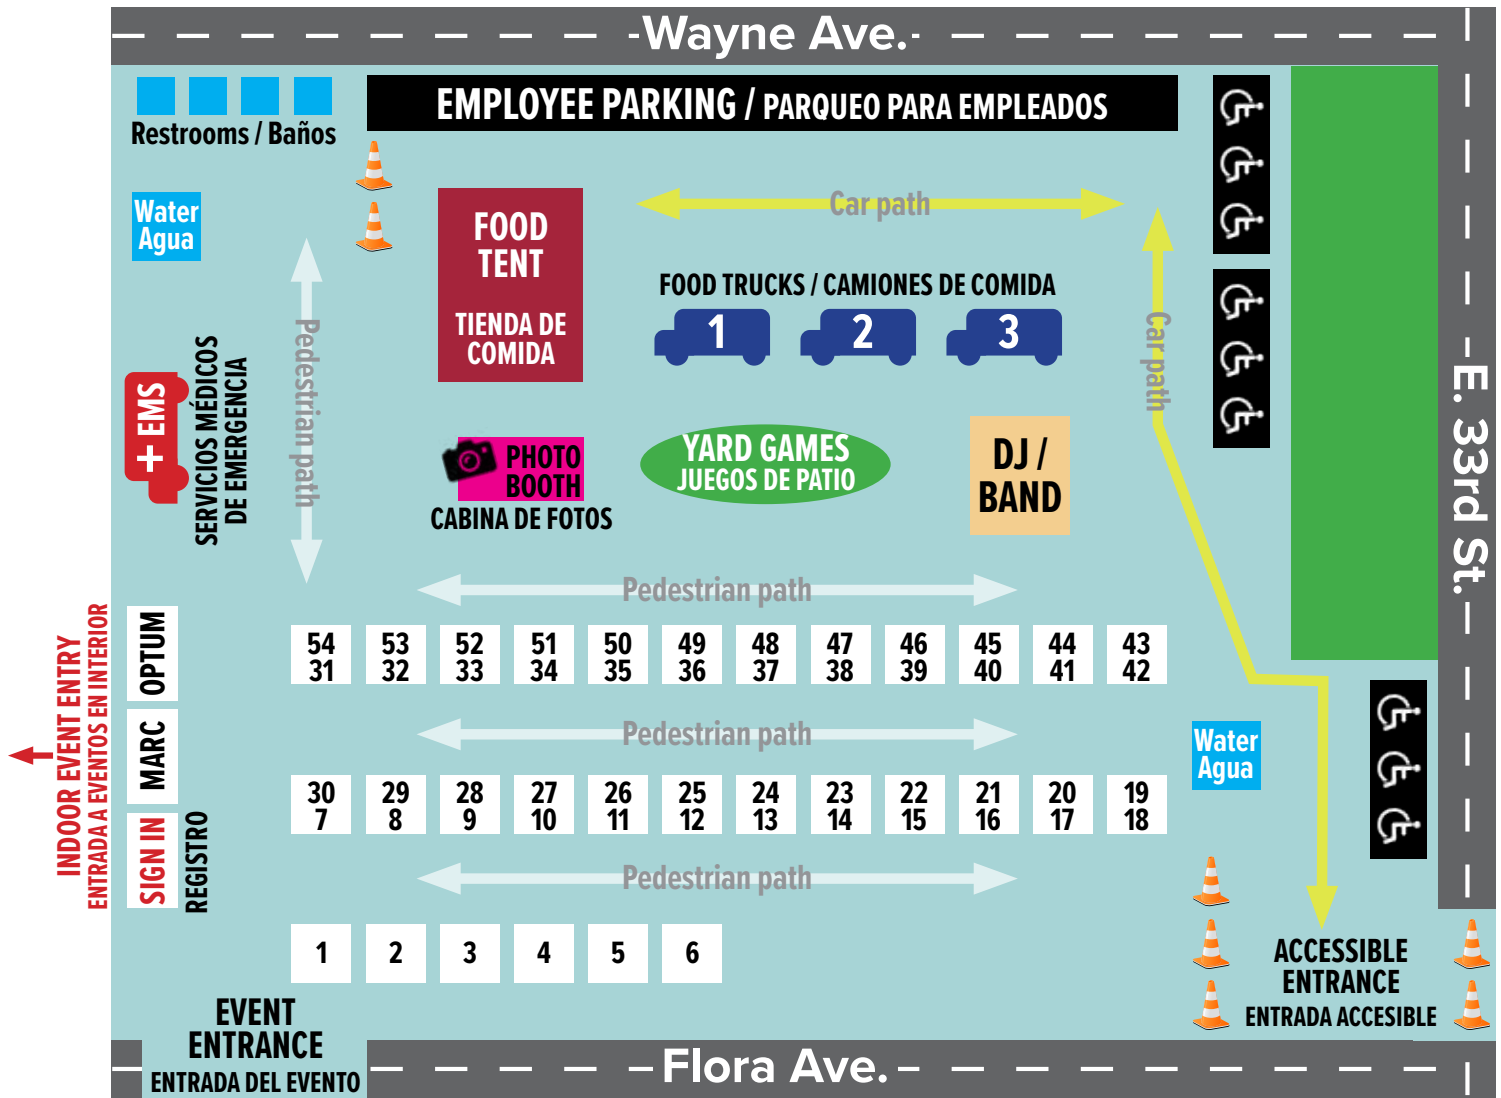 Wayne Ave.
EMPLOYEE PARKING / PARQUEO PARA EMPLEADOS
Restrooms / Baños
Water
Agua
FOOD
TENT
TIENDA DE
COMIDA
Car path
FOOD TRUCKS / CAMIONES DE COMIDA
1
2
3
Car path
E. 33rd St.
Pedestrian path
+ EMS
SERVICIOS MÉDICOS
DE EMERGENCIA
PHOTO
BOOTH
CABINA DE FOTOS
YARD GAMES
JUEGOS DE PATIO
DJ /
BAND
Pedestrian path
54 53 52 51 50 49 48 47 46 45 44 43
31 32 33 34 35 36 37 38 39 40 41 42
OPTUM
MARC
SIGN IN
REGISTRO
INDOOR EVENT ENTRY
ENTRADA A EVENTOS EN INTERIOR
Pedestrian path
Water
Agua
30 29 28 27 26 25 24 23 22 21 20 19
7 8 9 10 11 12 13 14 15 16 17 18
Pedestrian path
1 2 3 4 5 6
ACCESSIBLE
ENTRANCE
ENTRADA ACCESIBLE
EVENT
ENTRANCE
ENTRADA DEL EVENTO
Flora Ave.